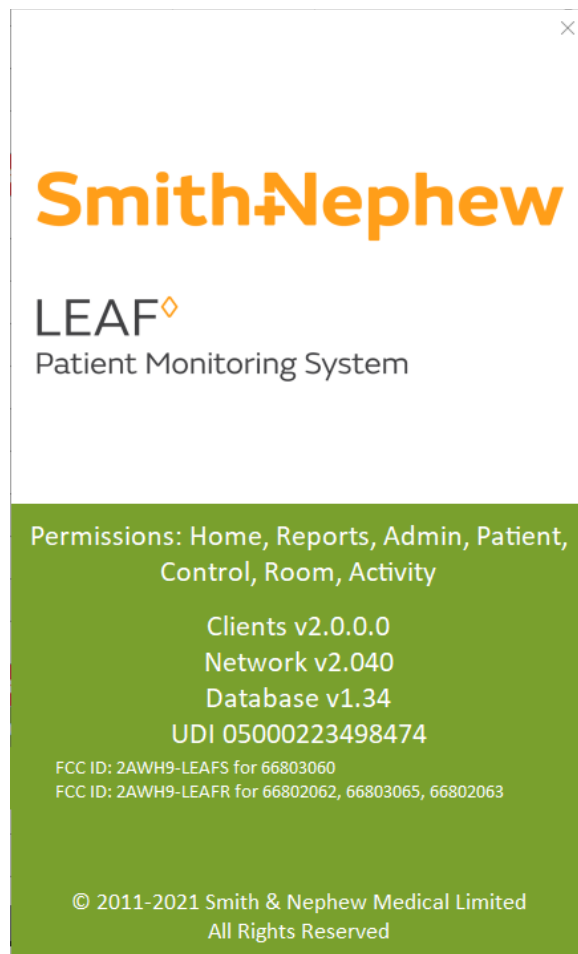 Smith+Nephew
LEAF◊
Patient Monitoring System
Permissions: Home, Reports, Admin, Patient,
Control, Room, Activity
Clients v2.0.0.0
Network v2.040
Database v1.34
UDI 05000223498474
FCC ID: 2AWH9-LEAFS for 66803060
FCC ID: 2AWH9-LEAFR for 66802062, 66803065, 66802063
© 2011-2021 Smith & Nephew Medical Limited
All Rights Reserved